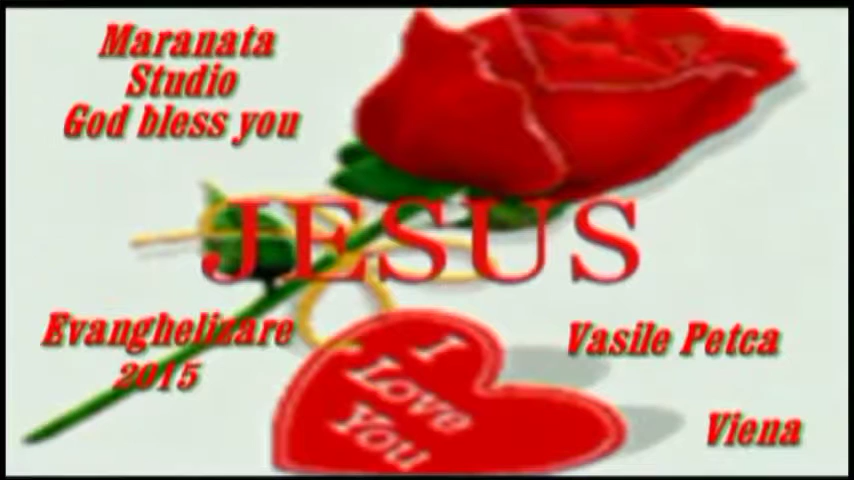 Maranata
Studio
God bless you
JESUS
Evanghelizare
2015
Vasile Petca
Viena
I
Love
You